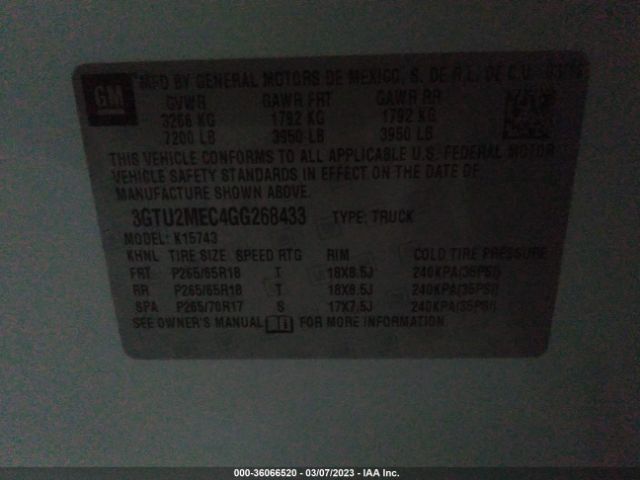 GM
MFD BY GENERAL MOTORS DE MEXICO, S. DE R.L. DE C.V.
GVWR GAWR FRT GAWR RR
3266 KG 1792 KG 1792 KG
7200 LB 3950 LB 3950 LB
THIS VEHICLE CONFORMS TO ALL APPLICABLE U.S. FEDERAL MOTOR
VEHICLE SAFETY STANDARDS IN EFFECT ON THE DATE OF
MANUFACTURE SHOWN ABOVE.
3GTU2MEC4GG268433 TYPE: TRUCK
MODEL: K15743
KHNL TIRE SIZE SPEED RTG RIM COLD TIRE PRESSURE
FRT P265/65R18 T 18X8.5J 240KPA(35PSI)
RR P265/65R18 T 18X8.5J 240KPA(35PSI)
SPA P265/70R17 S 17X7.5J 240KPA(35PSI)
SEE OWNER'S MANUAL FOR MORE INFORMATION.
000-36066520 - 03/07/2023 - IAA Inc.